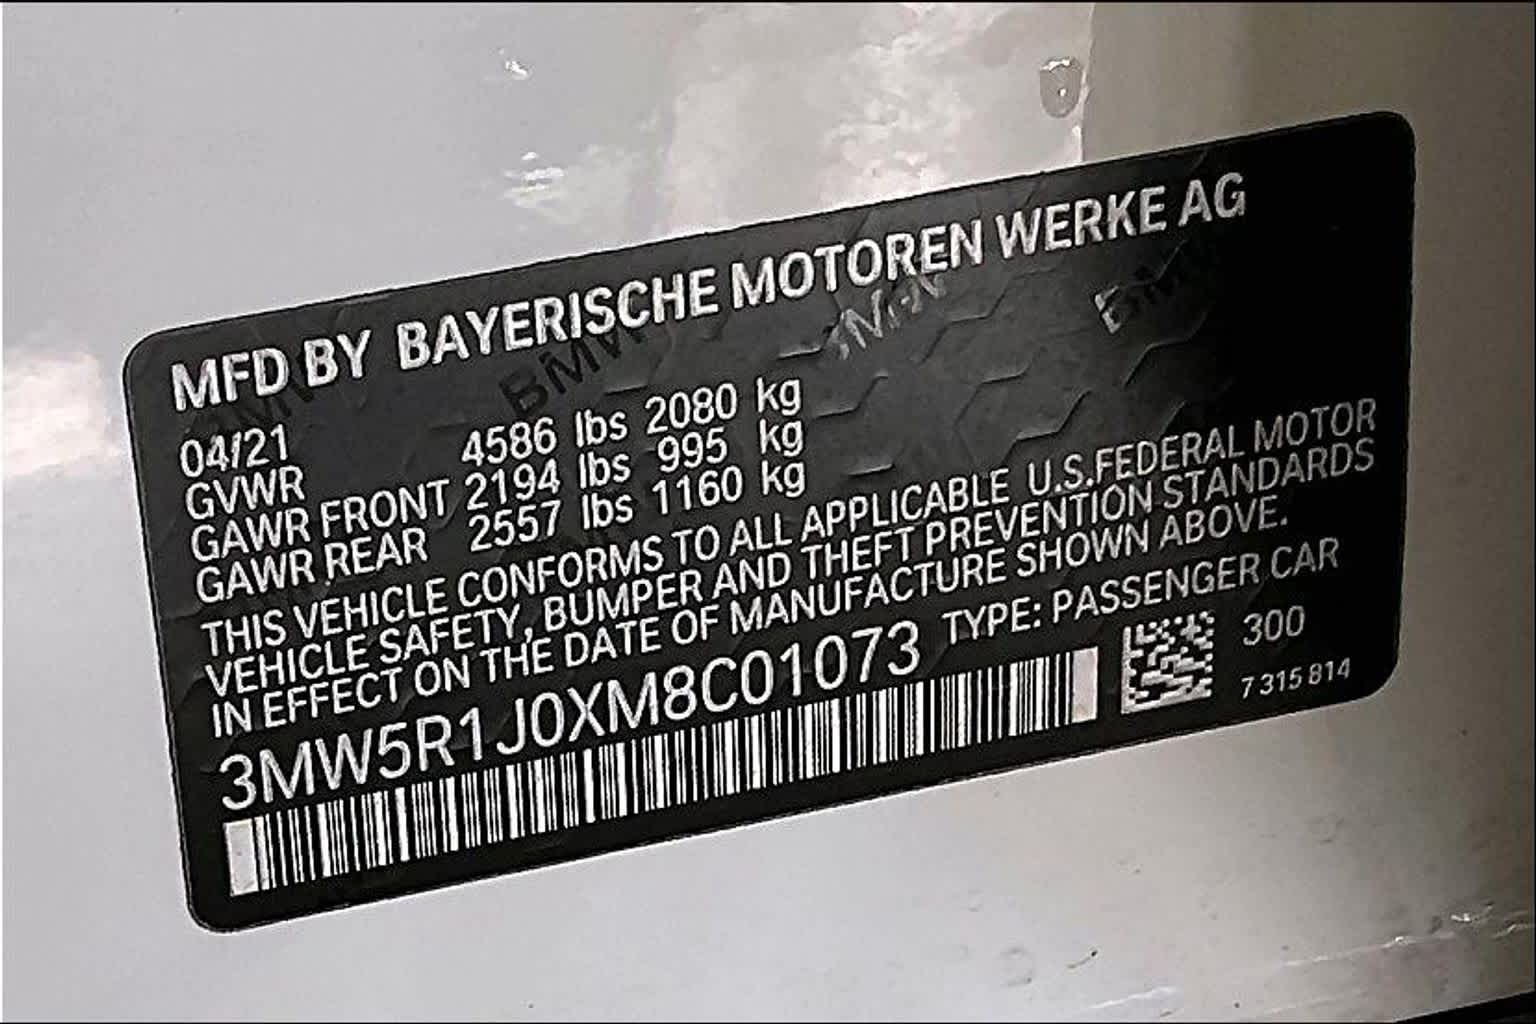 MFD BY BAYERISCHE MOTOREN WERKE AG
04/21
GVWR 4586 lbs 2080 kg
GAWR FRONT 2194 lbs 995 kg
GAWR REAR 2557 lbs 1160 kg
THIS VEHICLE CONFORMS TO ALL APPLICABLE U.S.FEDERAL MOTOR
VEHICLE SAFETY, BUMPER AND THEFT PREVENTION STANDARDS
IN EFFECT ON THE DATE OF MANUFACTURE SHOWN ABOVE.
3MW5R1J0XM8C01073 TYPE: PASSENGER CAR
300
7 315 814
BMW
BMW